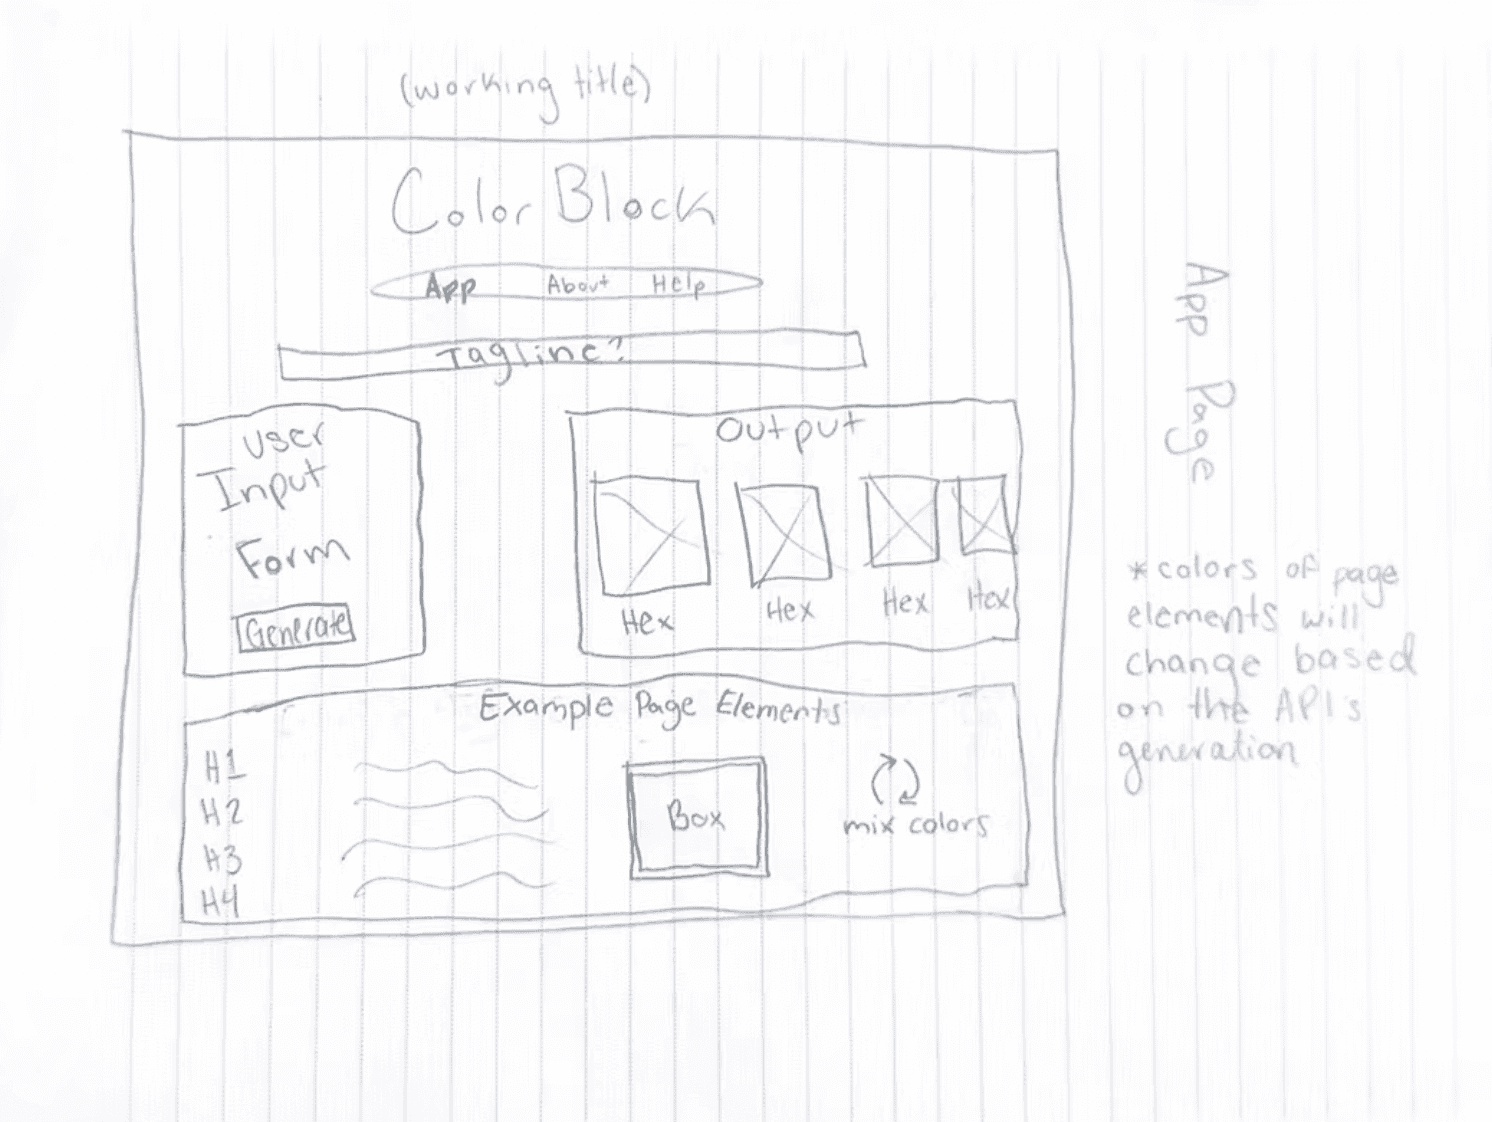 (working title)
Color Block
App About Help
Tagline?
User
Input
Form
Generate
Output
Hex Hex Hex Hex
Example Page Elements
H1
H2
H3
H4
Box
mix colors
App Page
*colors of page
elements will
change based
on the API's
generation